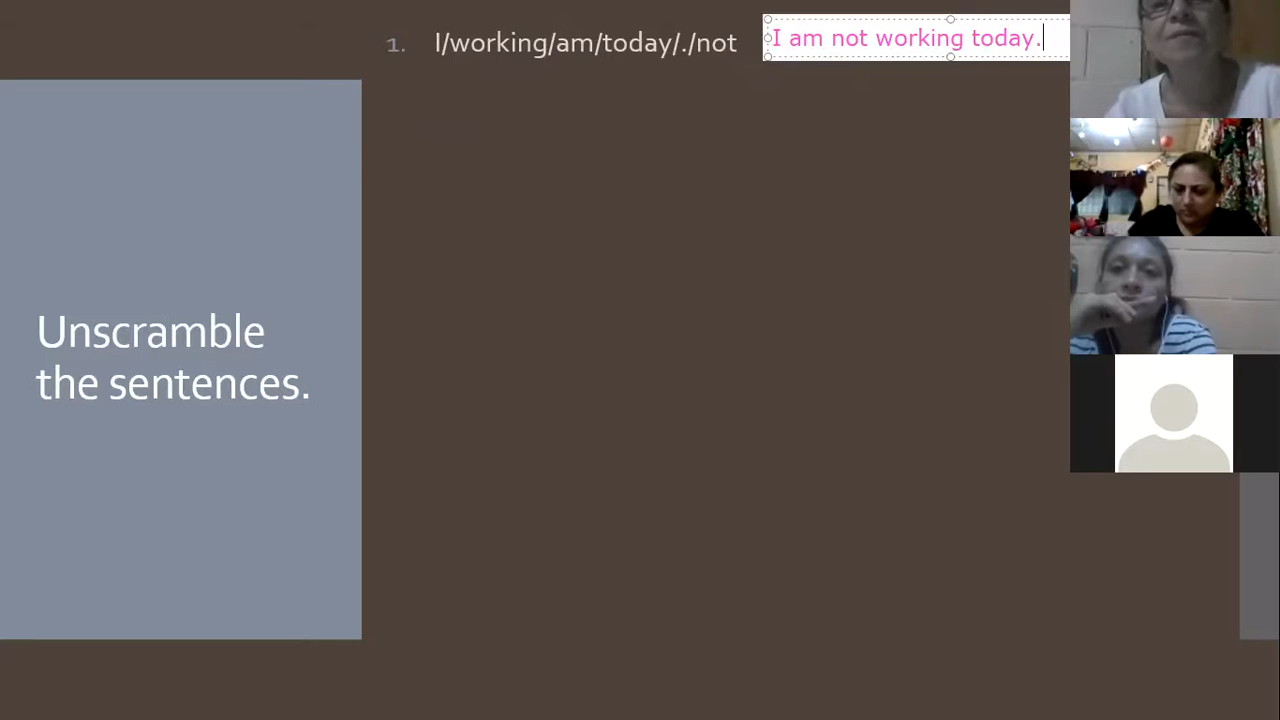 1. I/working/am/today/./not
I am not working today.
Unscramble
the sentences.